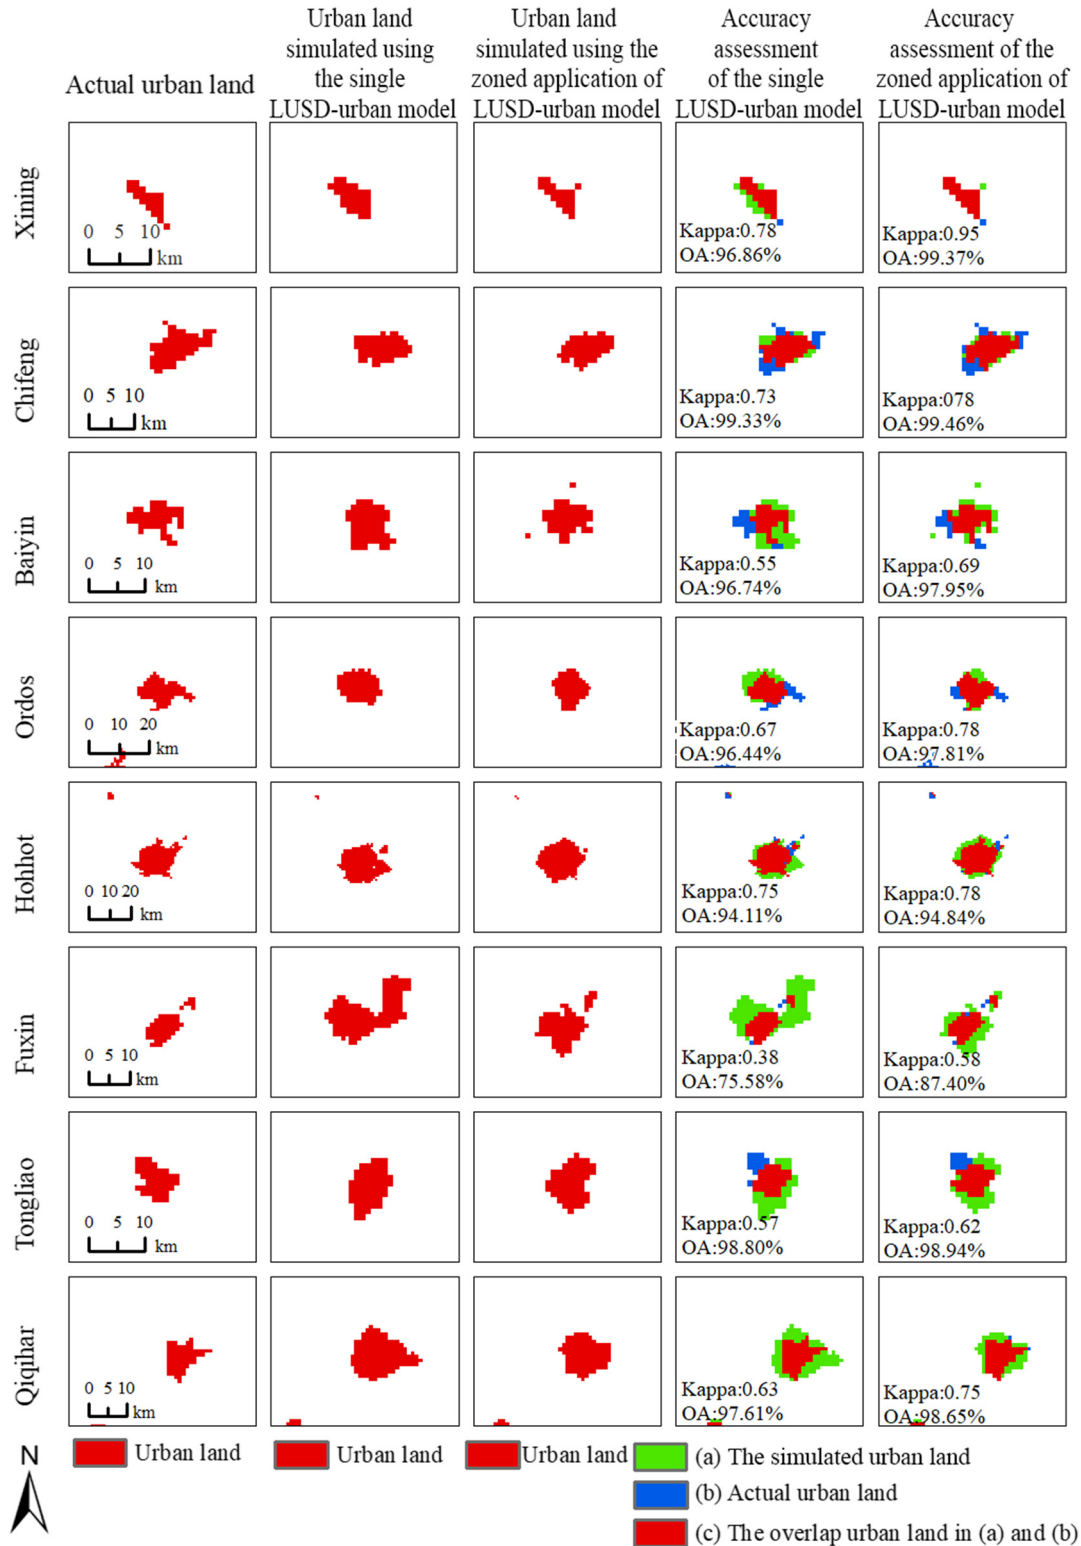 Actual urban land
Urban land
simulated using
the single
LUSD-urban model
Urban land
simulated using the
zoned application of
LUSD-urban model
Accuracy
assessment
of the single
LUSD-urban model
Accuracy
assessment of the
zoned application of
LUSD-urban model
Xining
0 5 10
km
Kappa:0.78
OA:96.86%
Kappa:0.95
OA:99.37%
Chifeng
0 5 10
km
Kappa:0.73
OA:99.33%
Kappa:078
OA:99.46%
Baiyin
0 5 10
km
Kappa:0.55
OA:96.74%
Kappa:0.69
OA:97.95%
Ordos
0 10 20
km
Kappa:0.67
OA:96.44%
Kappa:0.78
OA:97.81%
Hohhot
0 10 20
km
Kappa:0.75
OA:94.11%
Kappa:0.78
OA:94.84%
Fuxin
0 5 10
km
Kappa:0.38
OA:75.58%
Kappa:0.58
OA:87.40%
Tongliao
0 5 10
km
Kappa:0.57
OA:98.80%
Kappa:0.62
OA:98.94%
Qiqihar
0 5 10
km
Kappa:0.63
OA:97.61%
Kappa:0.75
OA:98.65%
N
Urban land
Urban land
Urban land
(a) The simulated urban land
(b) Actual urban land
(c) The overlap urban land in (a) and (b)